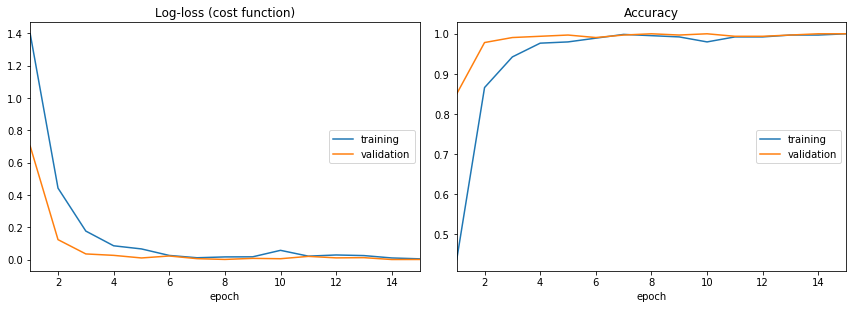 Log-loss (cost function)
1.4
1.2
1.0
0.8
0.6
0.4
0.2
0.0
training
validation
2 4 6 8 10 12 14
epoch
Accuracy
1.0
0.9
0.8
0.7
0.6
0.5
training
validation
2 4 6 8 10 12 14
epoch